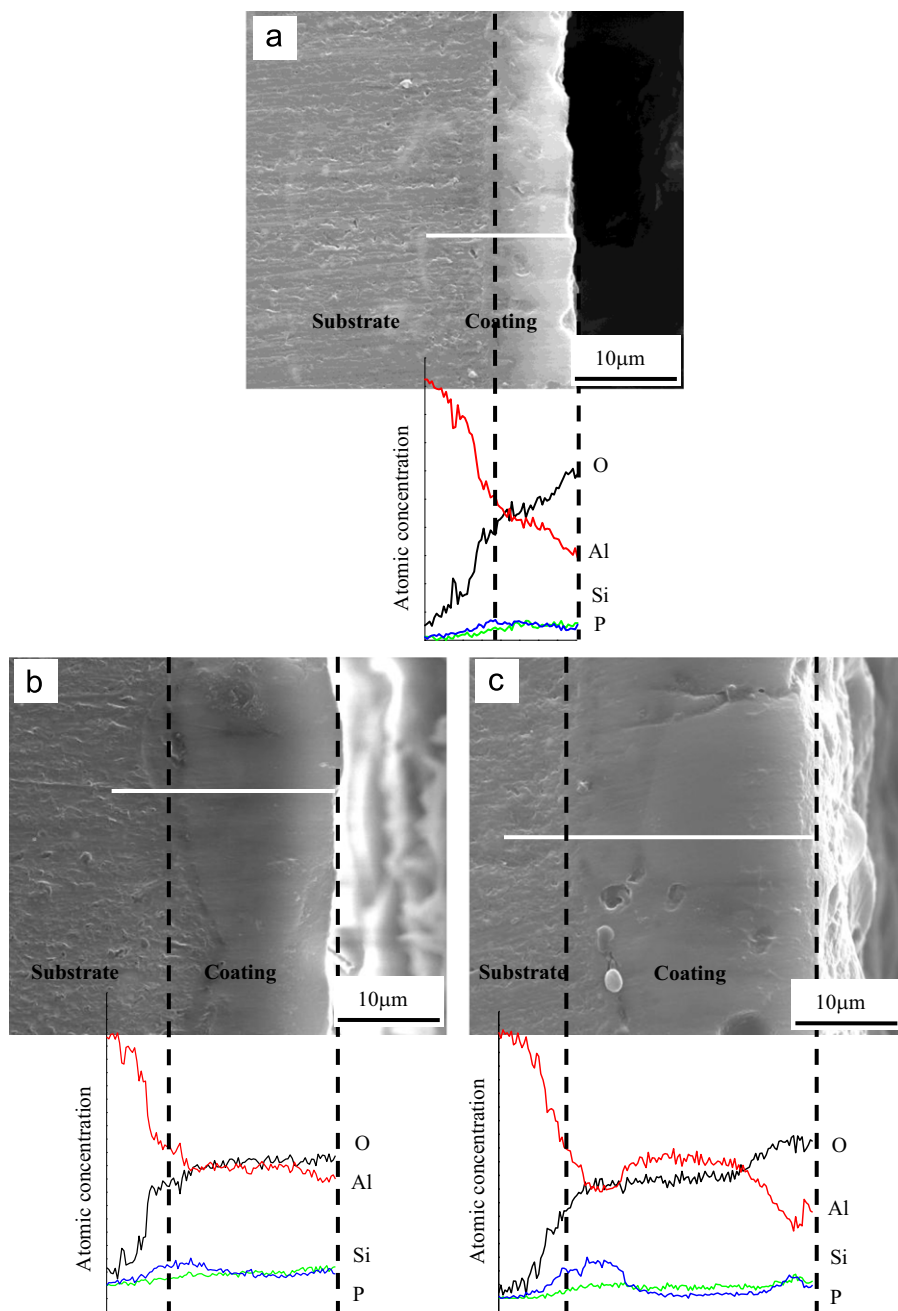 a
Substrate Coating
10μm
Atomic concentration
O
Al
Si
P
b
Substrate Coating
10μm
Atomic concentration
O
Al
Si
P
c
Substrate Coating
10μm
Atomic concentration
O
Al
Si
P